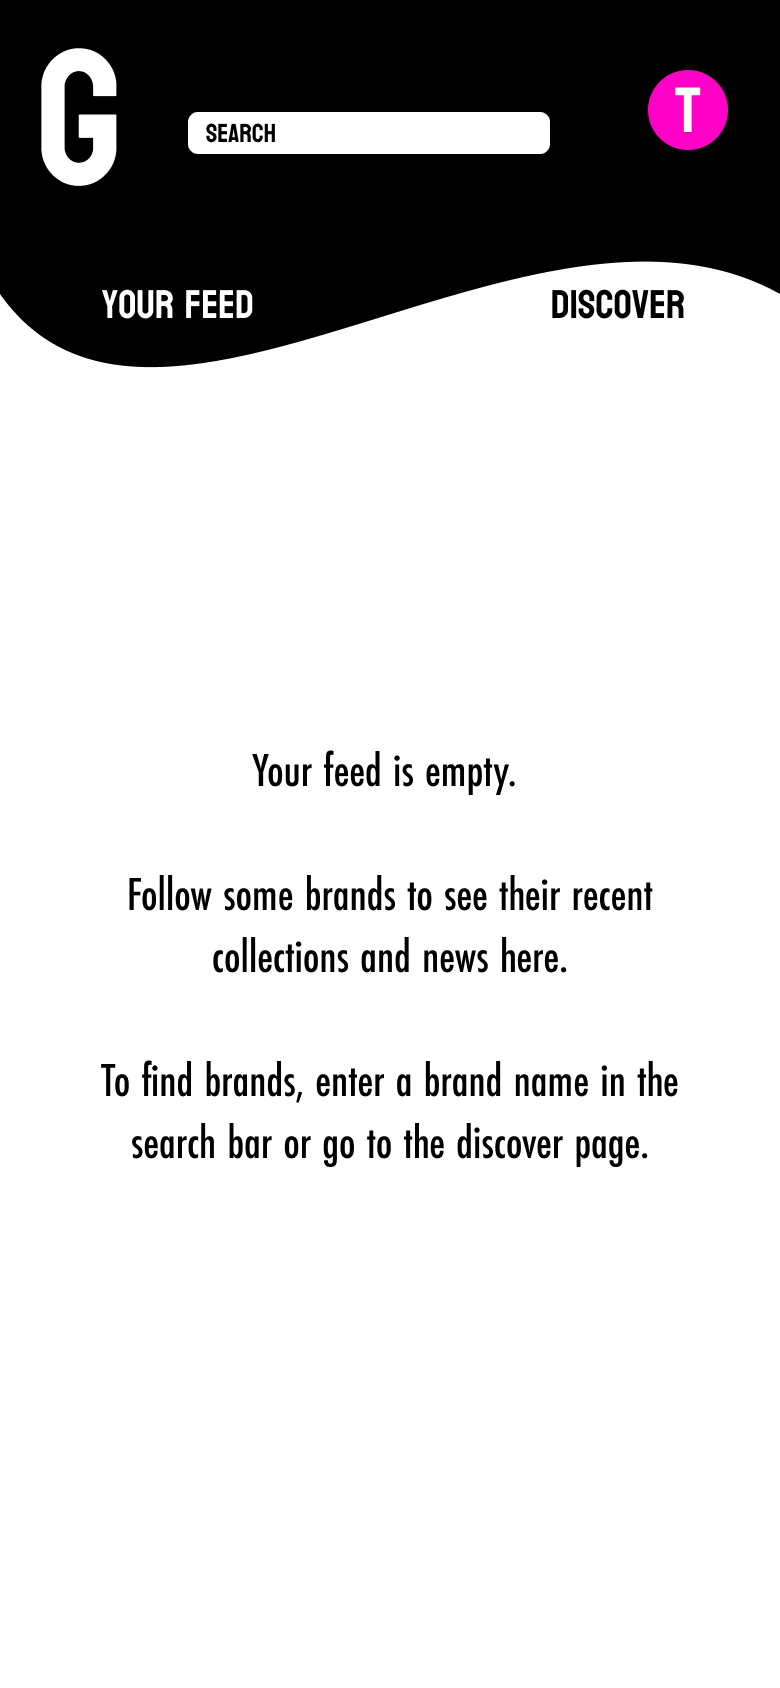 G
SEARCH
T
YOUR FEED
DISCOVER
Your feed is empty.
Follow some brands to see their recent
collections and news here.
To find brands, enter a brand name in the
search bar or go to the discover page.